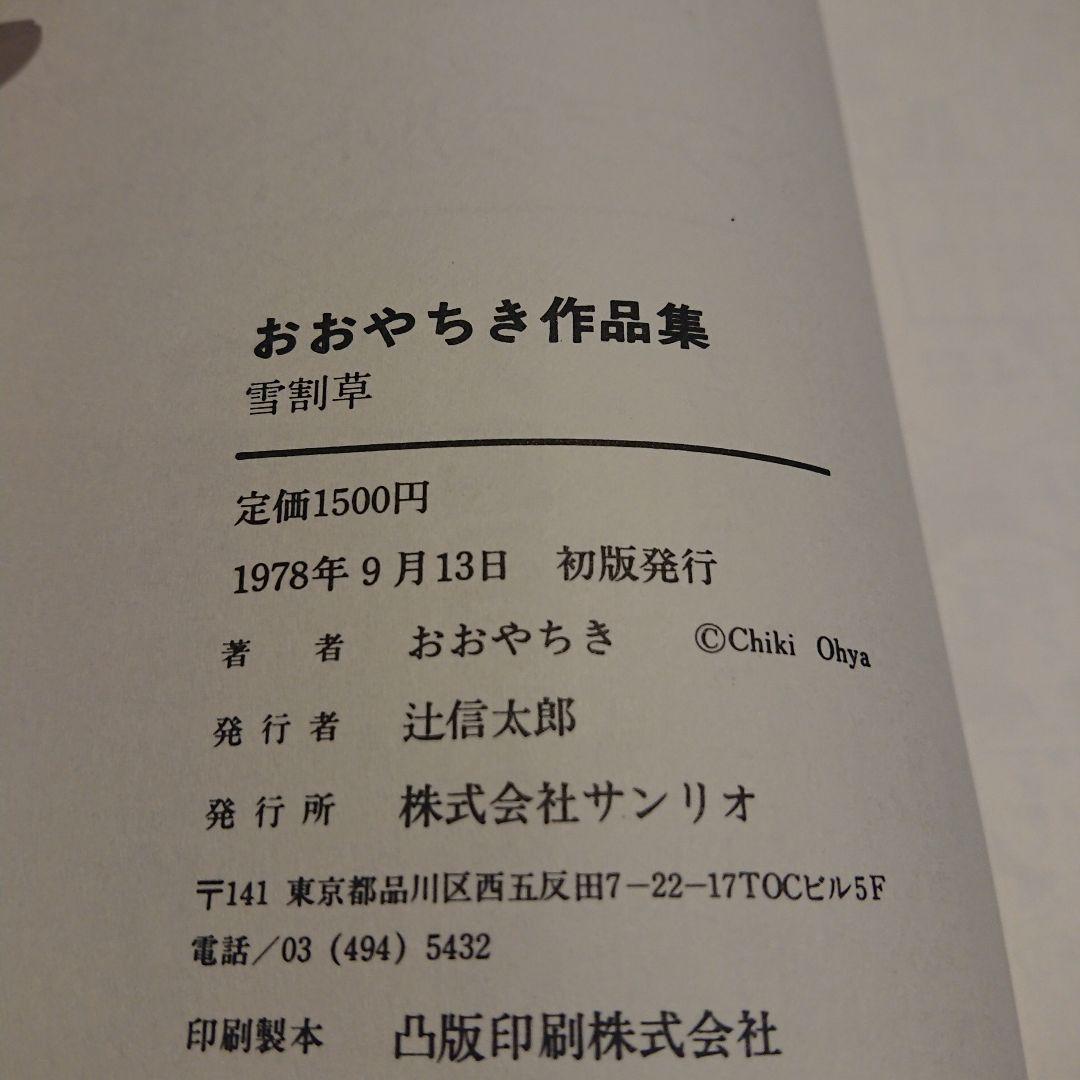 おおやちき作品集
雪割草
定価1500円
1978年9月13日 初版発行
著者 おおやちき ©Chiki Ohya
発行者 辻信太郎
発行所 株式会社サンリオ
〒141 東京都品川区西五反田7-22-17TOCビル5F
電話/03 (494) 5432
印刷製本 凸版印刷株式会社